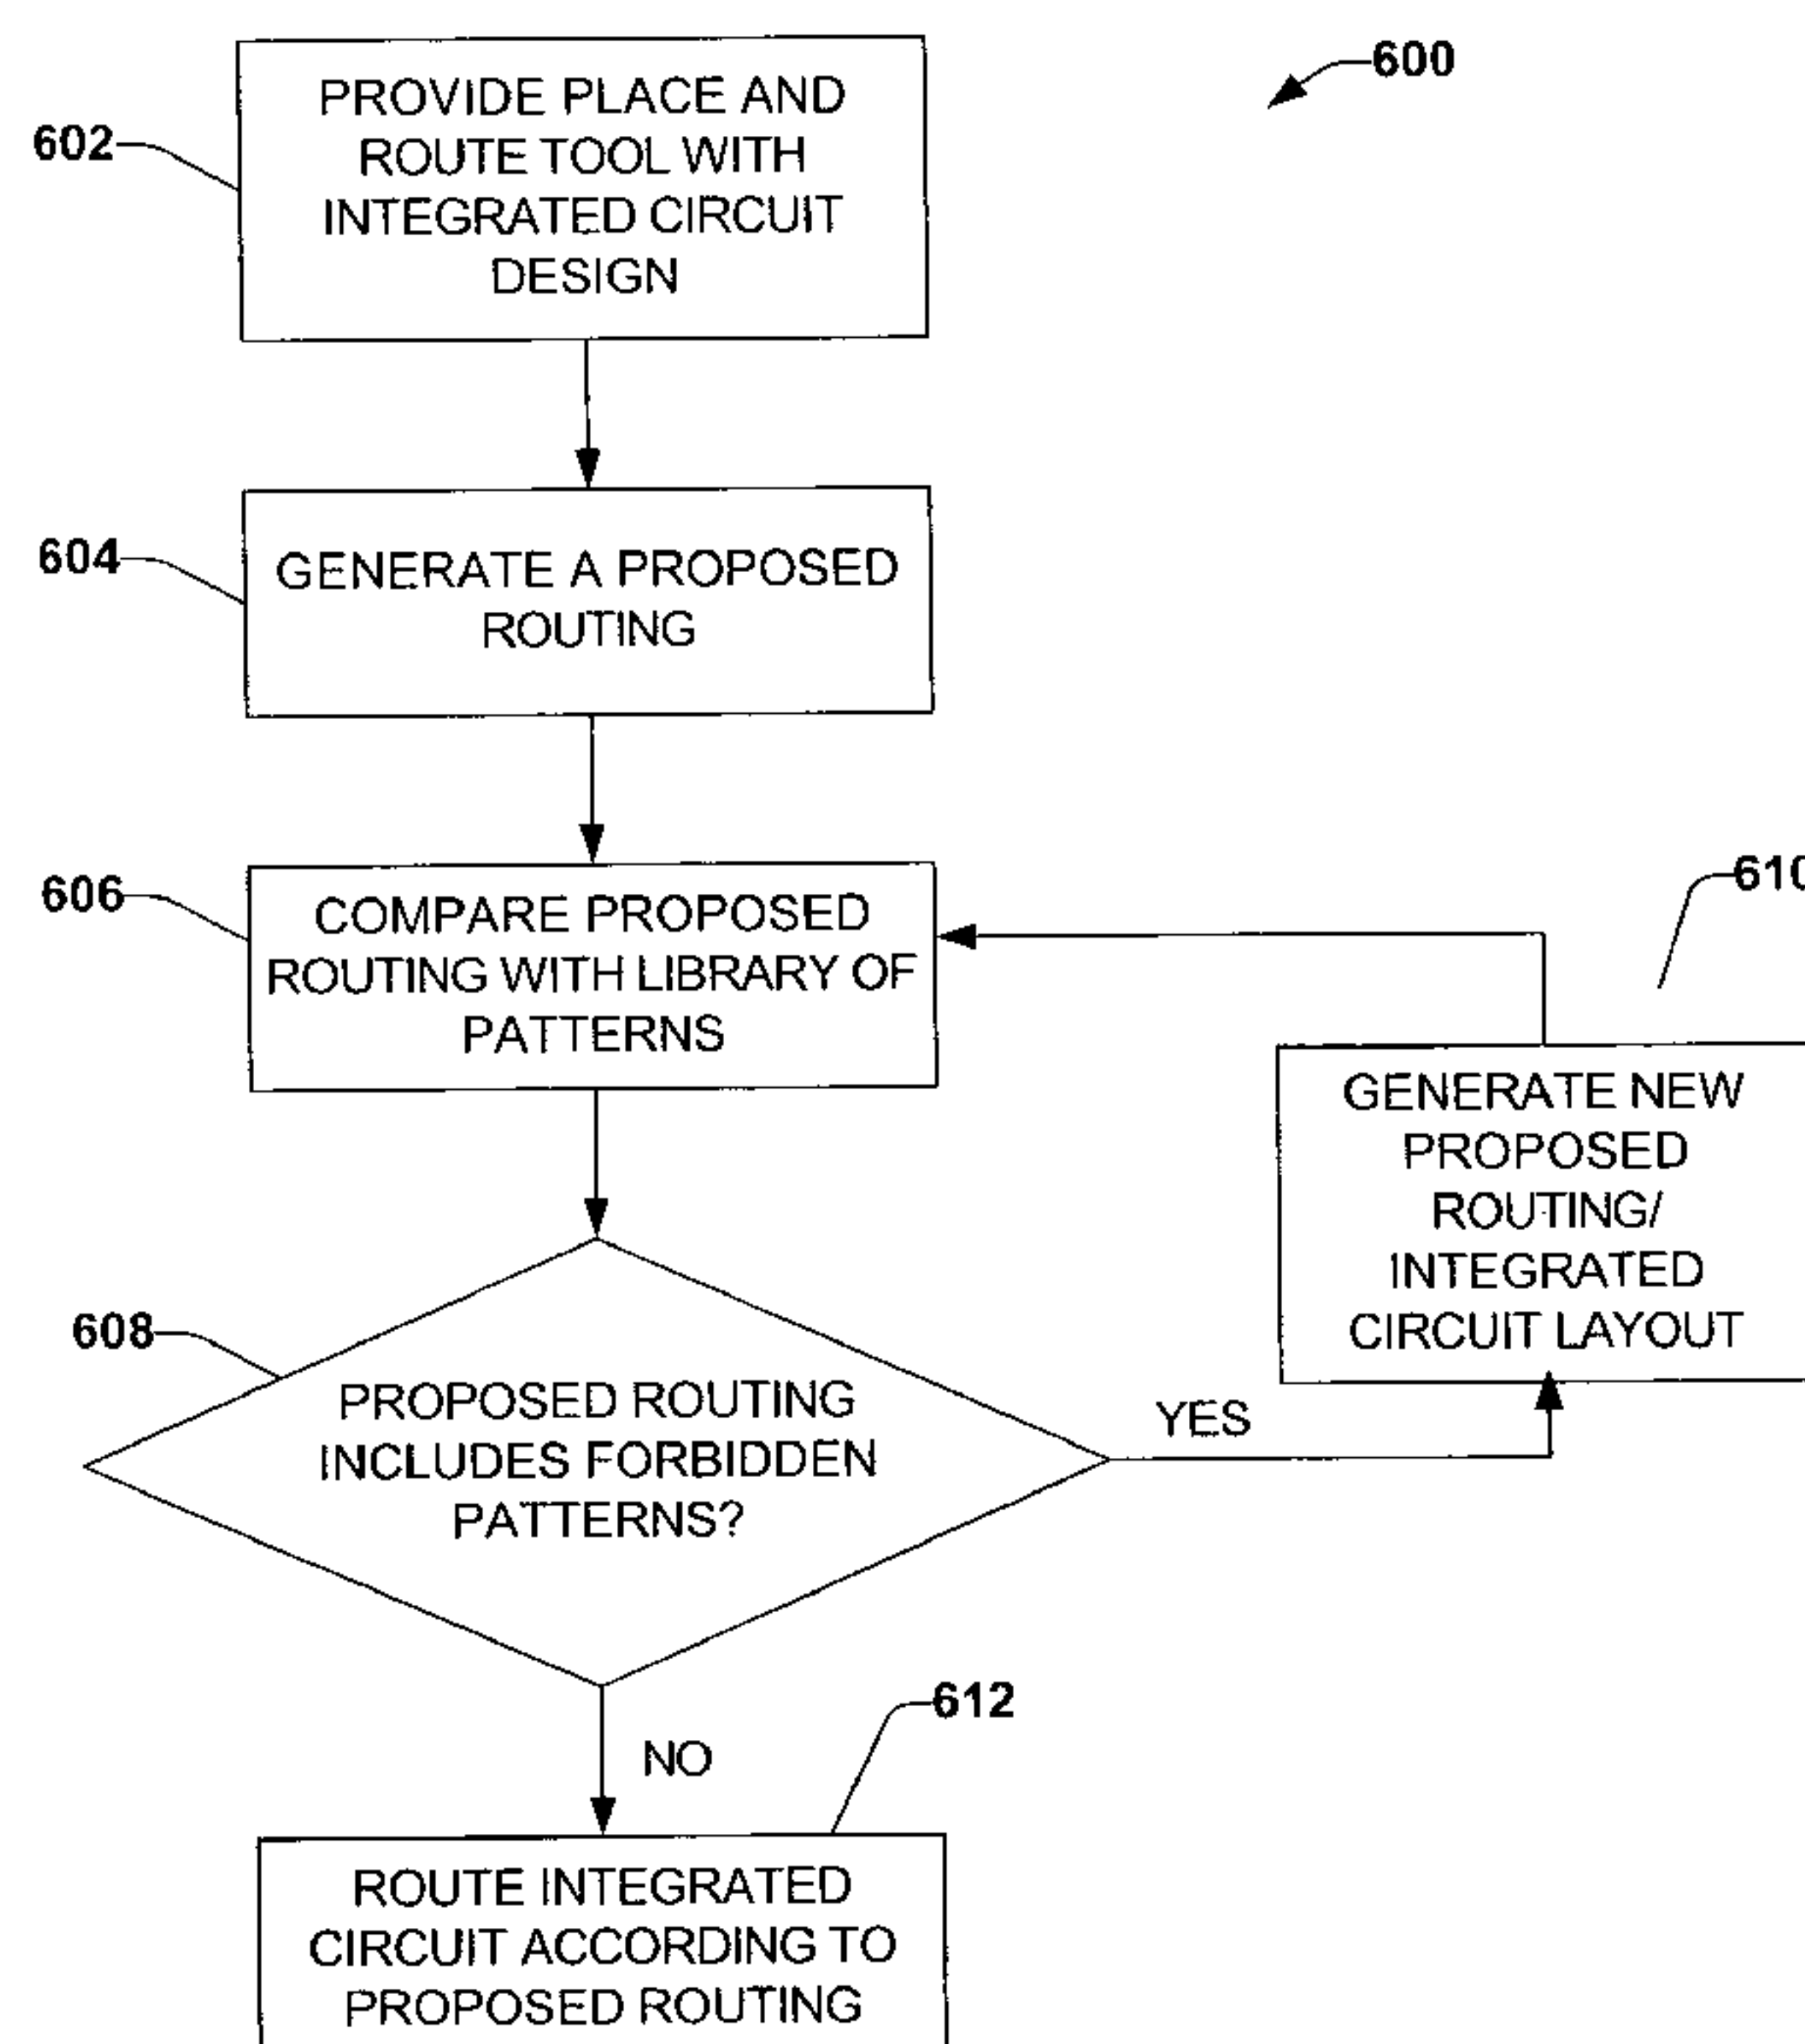 600
602
PROVIDE PLACE AND
ROUTE TOOL WITH
INTEGRATED CIRCUIT
DESIGN
604
GENERATE A PROPOSED
ROUTING
606
COMPARE PROPOSED
ROUTING WITH LIBRARY OF
PATTERNS
610
GENERATE NEW
PROPOSED
ROUTING/
INTEGRATED
CIRCUIT LAYOUT
608
PROPOSED ROUTING
INCLUDES FORBIDDEN
PATTERNS?
YES
NO
612
ROUTE INTEGRATED
CIRCUIT ACCORDING TO
PROPOSED ROUTING